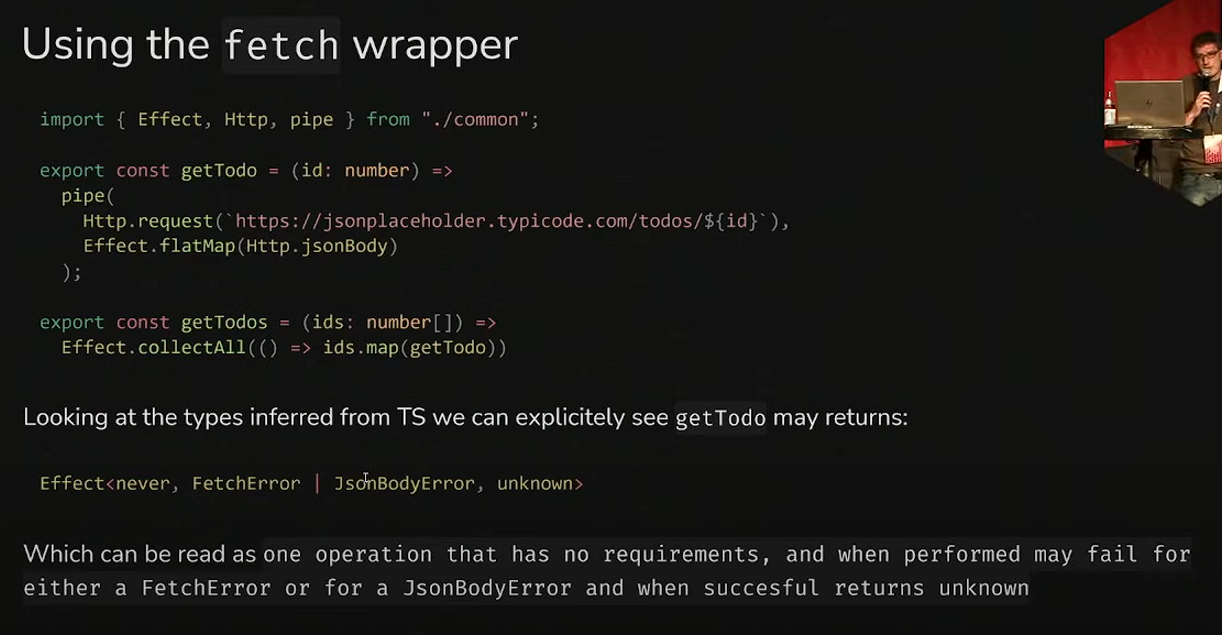 Using the fetch wrapper
import { Effect, Http, pipe } from "./common";
export const getTodo = (id: number) =>
pipe(
Http.request(`https://jsonplaceholder.typicode.com/todos/${id}`),
Effect.flatMap(Http.jsonBody)
);
export const getTodos = (ids: number[]) =>
Effect.collectAll(() => ids.map(getTodo))
Looking at the types inferred from TS we can explicitely see getTodo may returns:
Effect<never, FetchError | JsonBodyError, unknown>
Which can be read as one operation that has no requirements, and when performed may fail for
either a FetchError or for a JsonBodyError and when succesful returns unknown